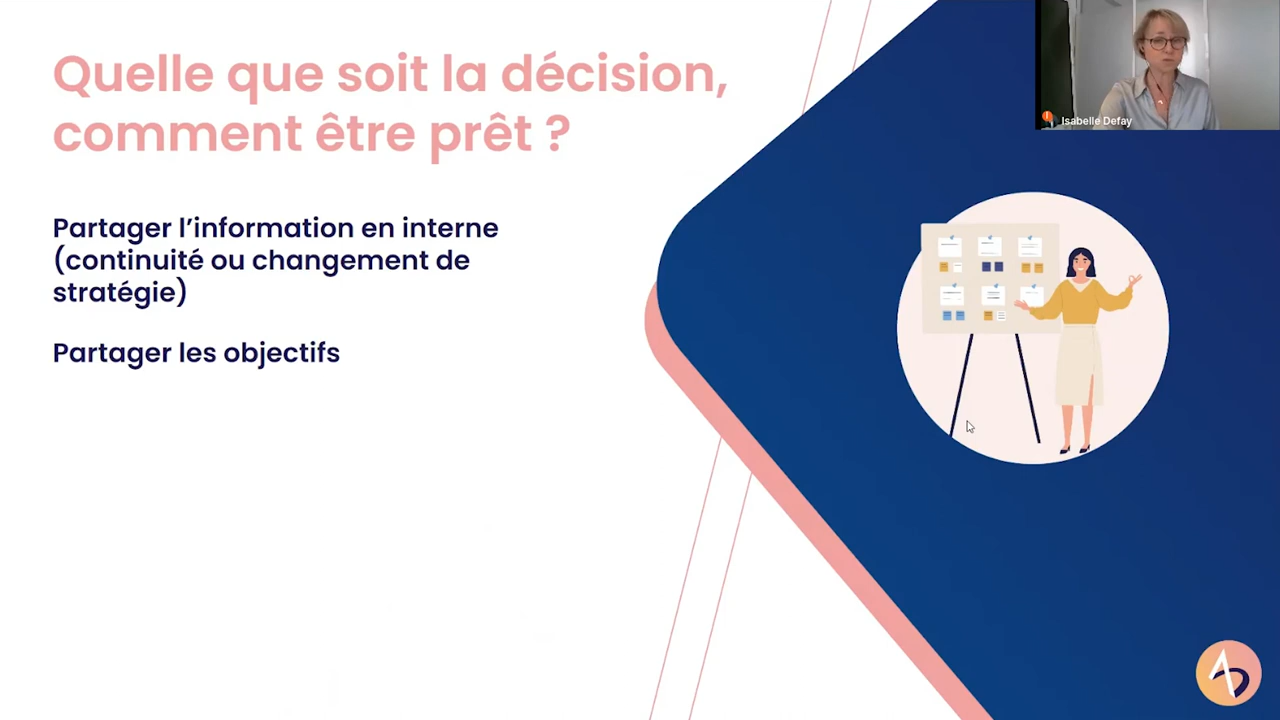 Quelle que soit la décision,
comment être prêt ?
Isabelle Defay
Partager l’information en interne
(continuité ou changement de
stratégie)
Partager les objectifs